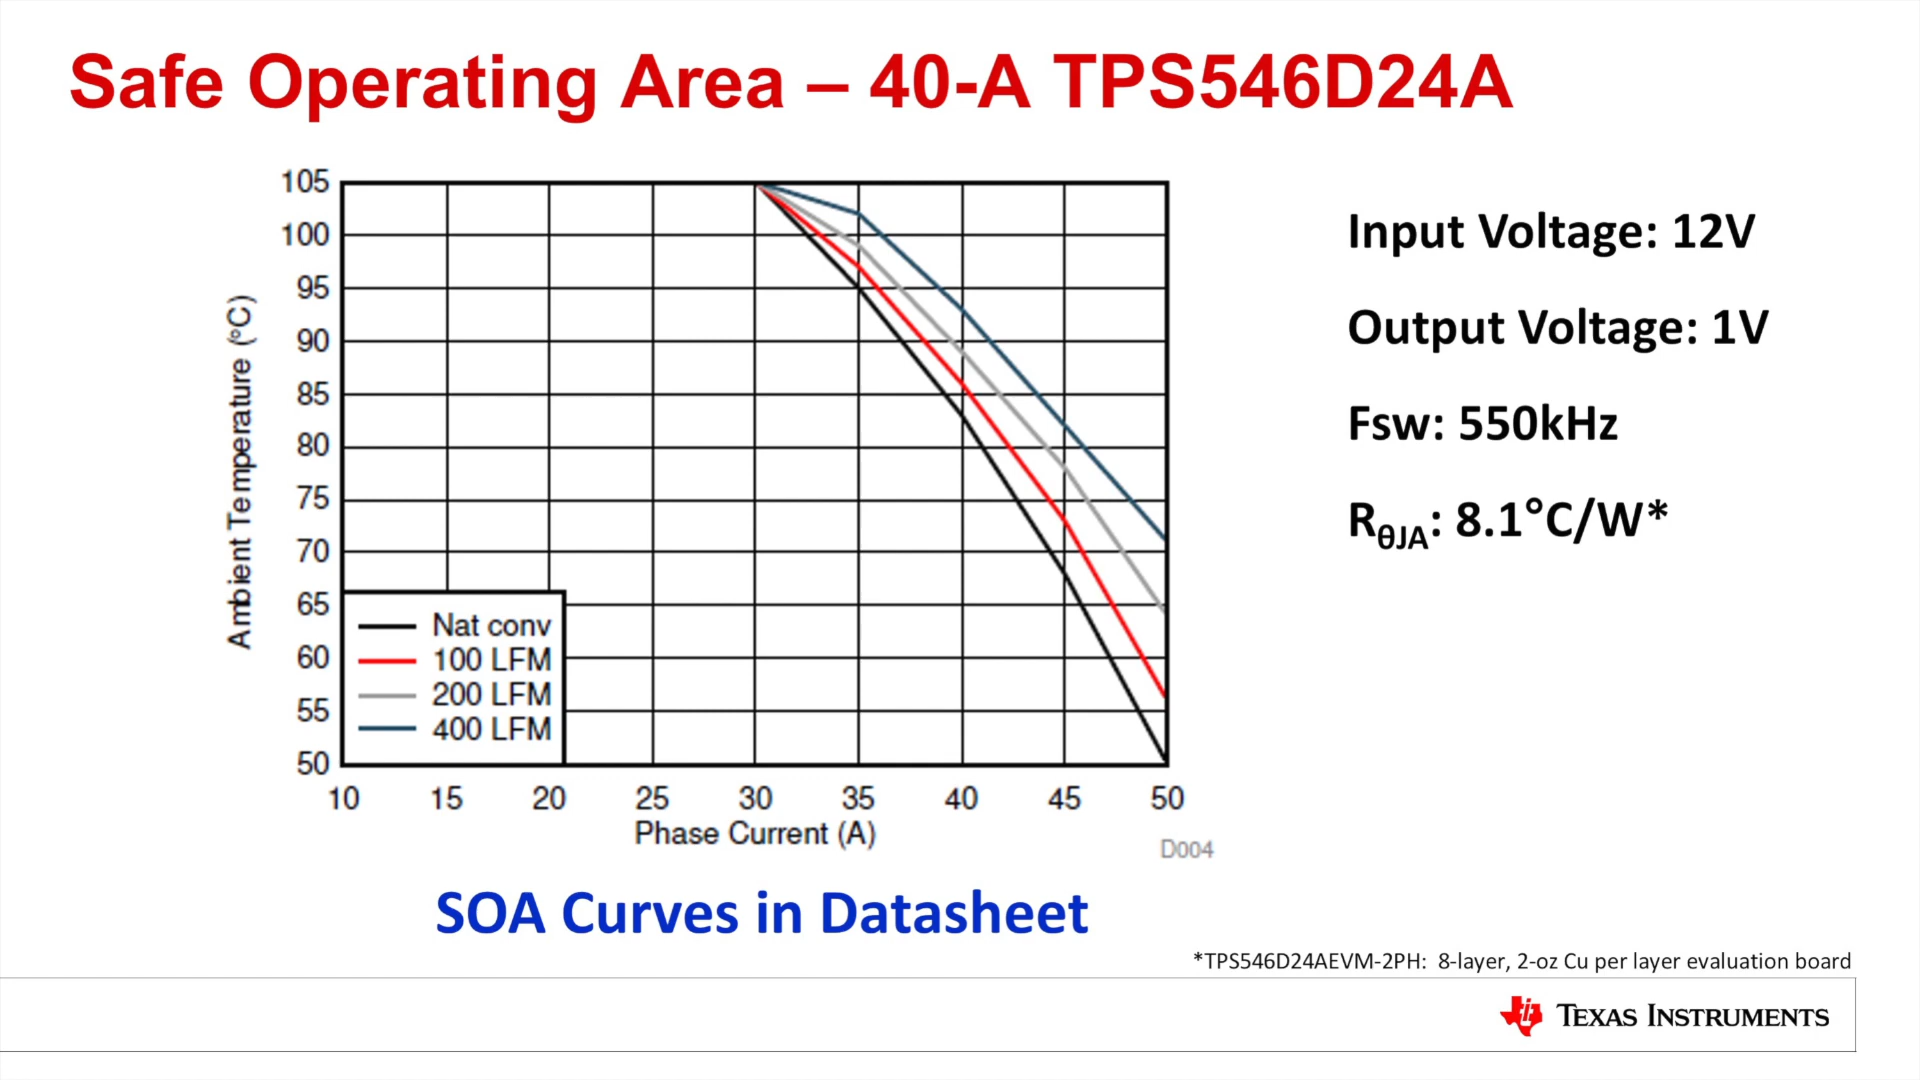 Safe Operating Area – 40-A TPS546D24A
105
100
95
90
85
80
75
70
65
60
55
50
Ambient Temperature (°C)
Nat conv
100 LFM
200 LFM
400 LFM
10 15 20 25 30 35 40 45 50
Phase Current (A)
D004
SOA Curves in Datasheet
Input Voltage: 12V
Output Voltage: 1V
Fsw: 550kHz
RθJA: 8.1°C/W*
*TPS546D24AEVM-2PH: 8-layer, 2-oz Cu per layer evaluation board
TEXAS INSTRUMENTS